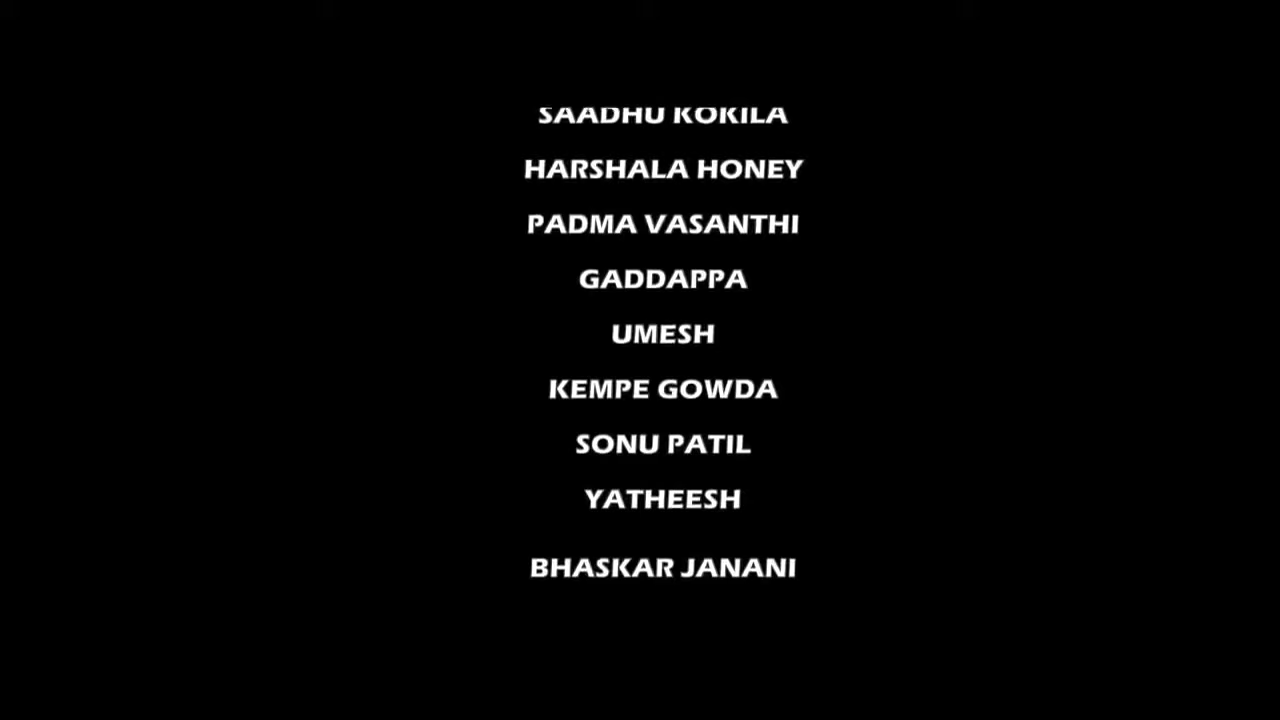 SAADHU KOKILA
HARSHALA HONEY
PADMA VASANTHI
GADDAPPA
UMESH
KEMPE GOWDA
SONU PATIL
YATHEESH
BHASKAR JANANI